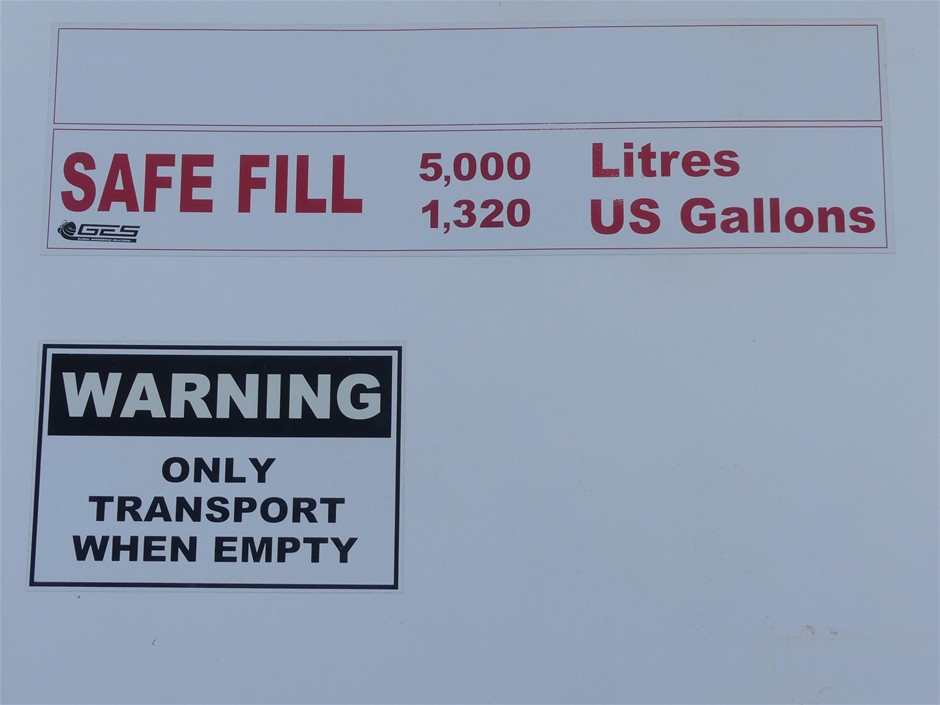 SAFE FILL
5,000 Litres
1,320 US Gallons
GES
WARNING
ONLY
TRANSPORT
WHEN EMPTY